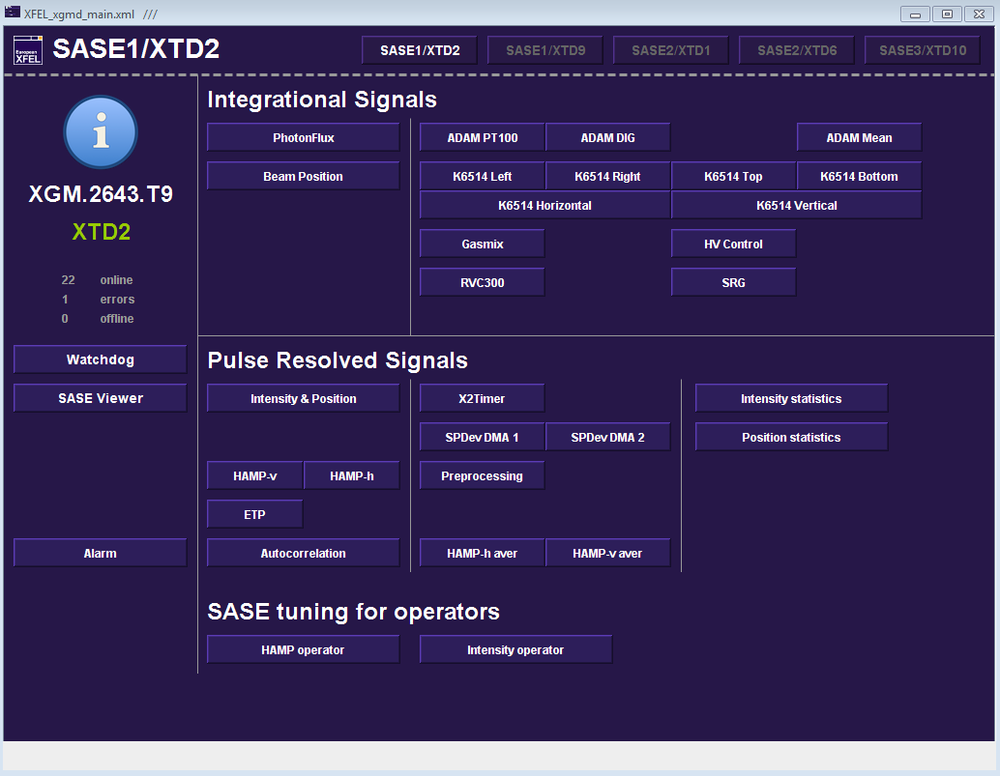 XFEL_xgmd_main.xml ///
European
XFEL
SASE1/XTD2
SASE1/XTD2 SASE1/XTD9 SASE2/XTD1 SASE2/XTD6 SASE3/XTD10
i
XGM.2643.T9
XTD2
22 online
1 errors
0 offline
Watchdog
SASE Viewer
Alarm
Integrational Signals
PhotonFlux
Beam Position
ADAM PT100 ADAM DIG ADAM Mean
K6514 Left K6514 Right K6514 Top K6514 Bottom
K6514 Horizontal K6514 Vertical
Gasmix HV Control
RVC300 SRG
Pulse Resolved Signals
Intensity & Position
HAMP-v HAMP-h
ETP
Autocorrelation
X2Timer
SPDev DMA 1 SPDev DMA 2
Preprocessing
HAMP-h aver HAMP-v aver
Intensity statistics
Position statistics
SASE tuning for operators
HAMP operator Intensity operator